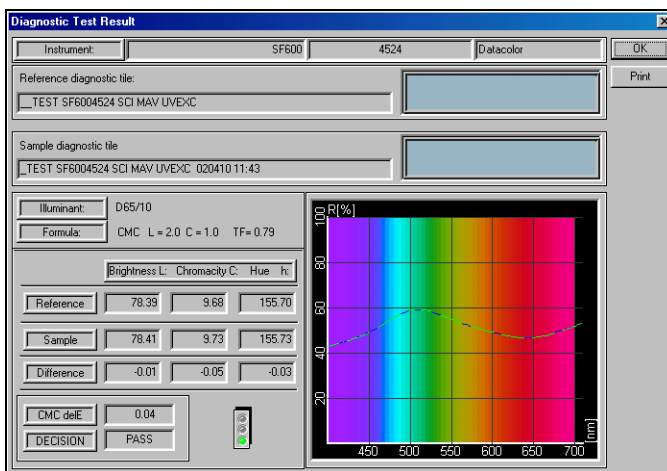 Diagnostic Test Result
Instrument: SF600 4524 Datacolor OK
Reference diagnostic tile: Print
__TEST SF6004524 SCI MAV UVEXC
Sample diagnostic tile
_TEST SF6004524 SCI MAV UVEXC 020410 11:43
Illuminant: D65/10
Formula: CMC L = 2.0 C = 1.0 TF= 0.79
Brightness L: Chromacity C: Hue h:
Reference 78.39 9.68 155.70
Sample 78.41 9.73 155.73
Difference -0.01 -0.05 -0.03
CMC delE 0.04
DECISION PASS
R[%]
100
80
60
40
20
450 500 550 600 650 700 [nm]